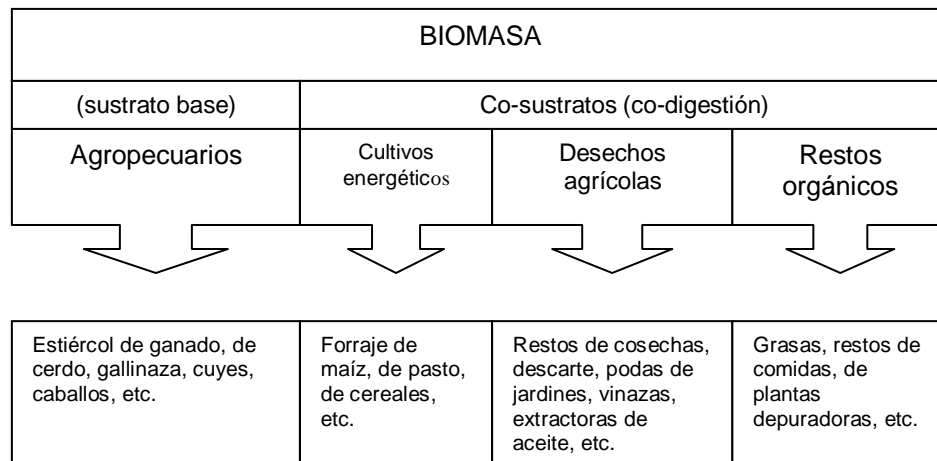 BIOMASA
(sustrato base)
Co-sustratos (co-digestión)
Agropecuarios
Cultivos
energéticos
Desechos
agrícolas
Restos
orgánicos
Estiércol de ganado, de
cerdo, gallinaza, cuyes,
caballos, etc.
Forraje de
maíz, de pasto,
de cereales,
etc.
Restos de cosechas,
descarte, podas de
jardines, vinazas,
extractoras de
aceite, etc.
Grasas, restos de
comidas, de
plantas
depuradoras, etc.